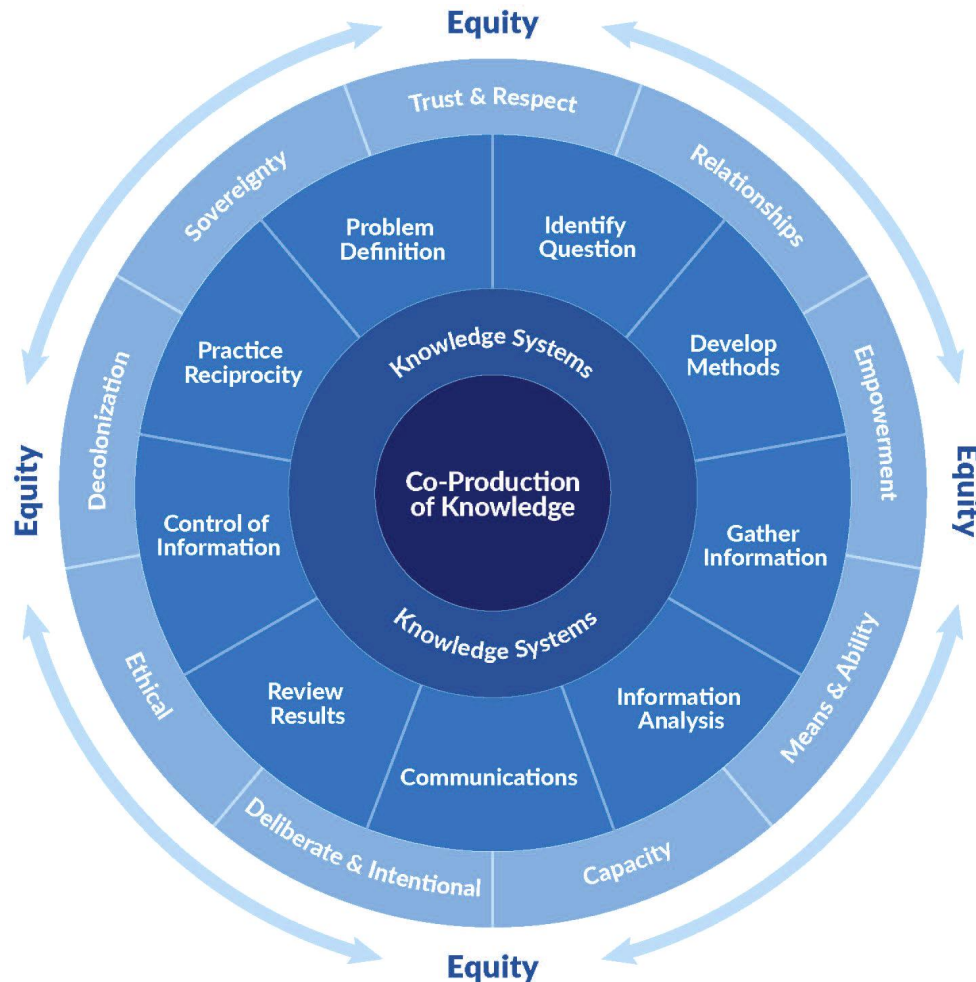 Equity
Trust & Respect
Relationships
Empowerment
Means & Ability
Capacity
Deliberate & Intentional
Ethical
Decolonization
Sovereignty
Equity
Equity
Equity
Problem
Definition
Identify
Question
Develop
Methods
Gather
Information
Information
Analysis
Communications
Review
Results
Control of
Information
Practice
Reciprocity
Knowledge Systems
Co-Production
of Knowledge
Knowledge Systems